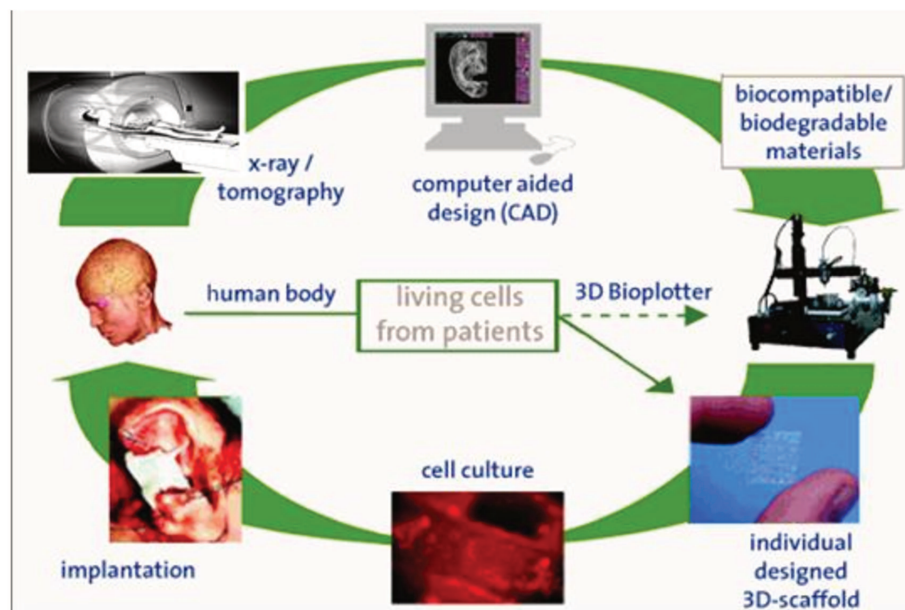 x-ray /
tomography
computer aided
design (CAD)
biocompatible/
biodegradable
materials
human body
living cells
from patients
3D Bioplotter
cell culture
implantation
individual
designed
3D-scaffold